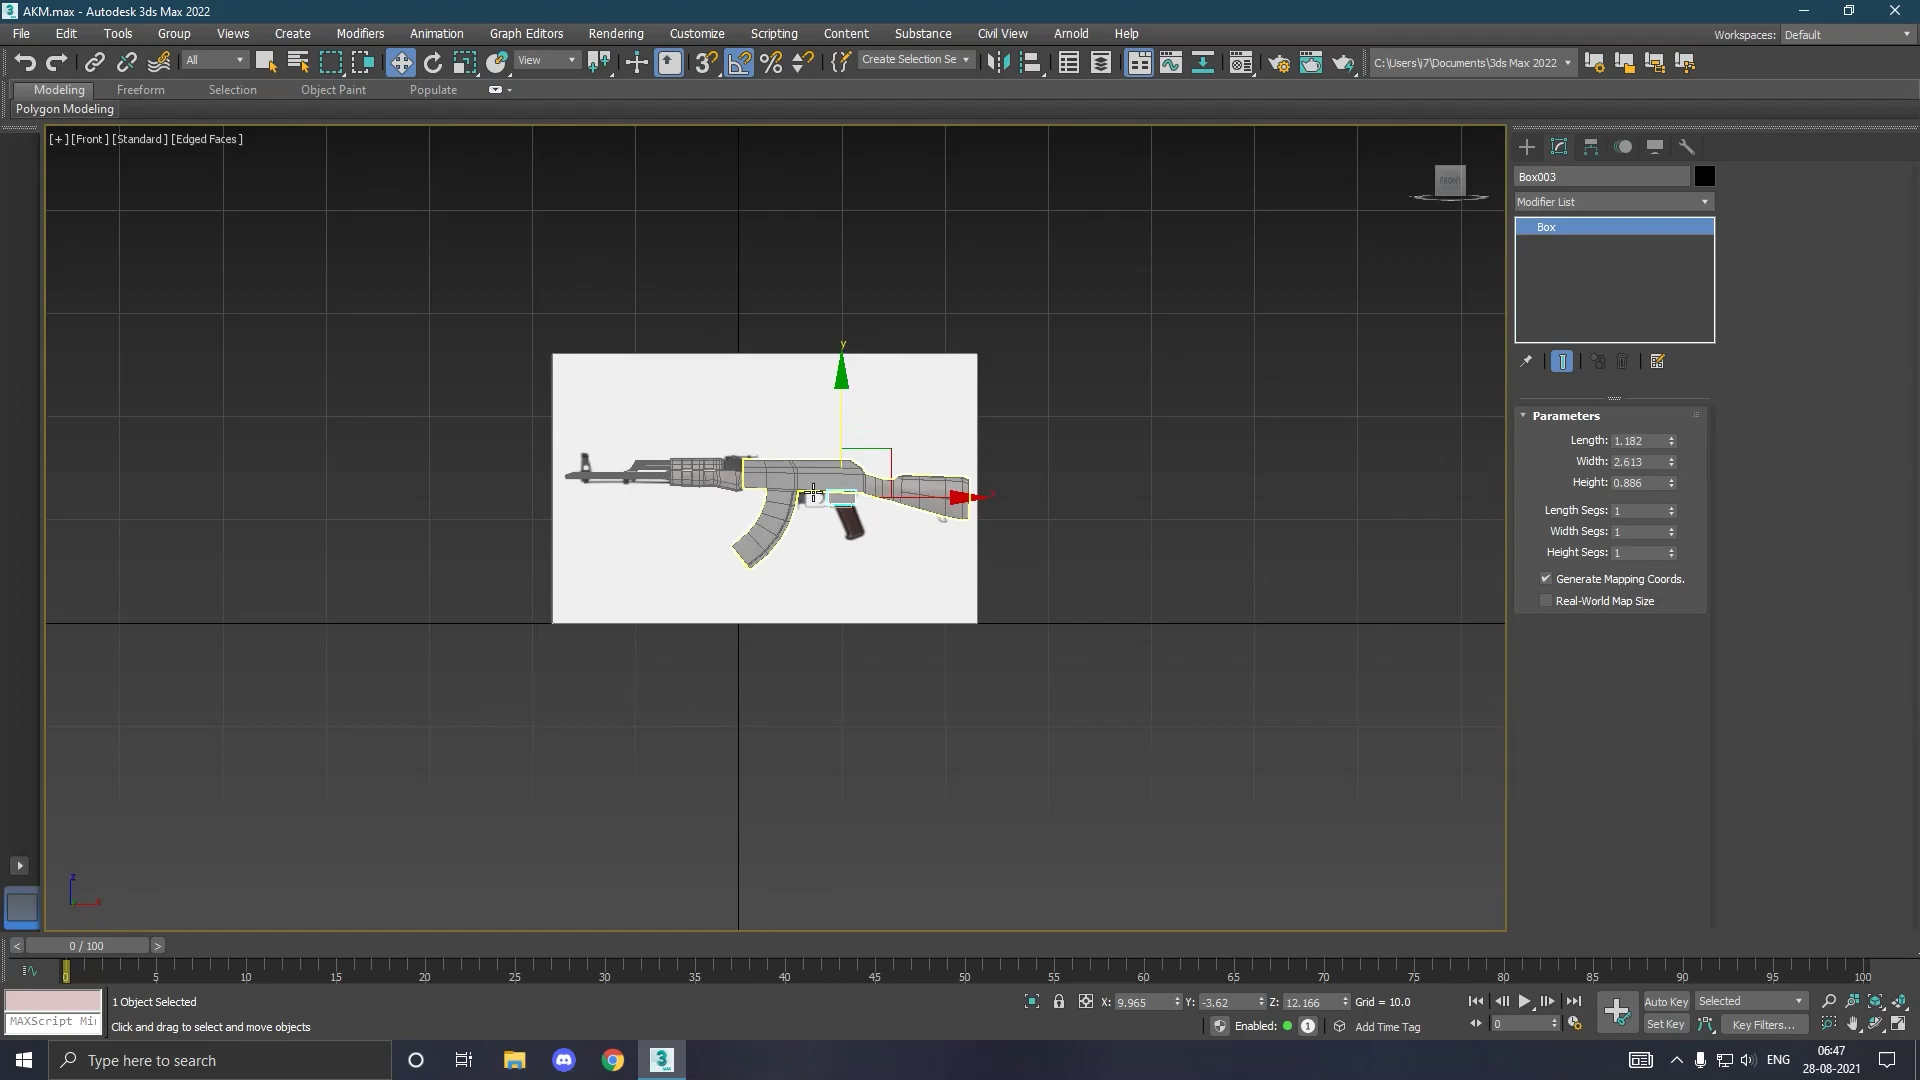 AKM.max - Autodesk 3ds Max 2022
File Edit Tools Group Views Create Modifiers Animation Graph Editors Rendering Customize Scripting Content Substance Civil View Arnold Help
Workspaces: Default
All View Create Selection Se C:\Users\j7\Documents\3ds Max 2022
Modeling Freeform Selection Object Paint Populate
Polygon Modeling
[+] [Front] [Standard] [Edged Faces]
FRONT
Box003
Modifier List
Box
y
Parameters
Length: 1.182
Width: 2.613
Height: 0.886
Length Segs: 1
Width Segs: 1
Height Segs: 1
Generate Mapping Coords.
Real-World Map Size
z
x
< 0 / 100 >
0 5 10 15 20 25 30 35 40 45 50 55 60 65 70 75 80 85 90 95 100
1 Object Selected
X: 9.965 Y: -3.62 Z: 12.166 Grid = 10.0
Auto Key Selected
MAXScript Mi
Click and drag to select and move objects
Enabled: 1 Add Time Tag
0
Set Key Key Filters...
Type here to search
ENG
06:47
28-08-2021